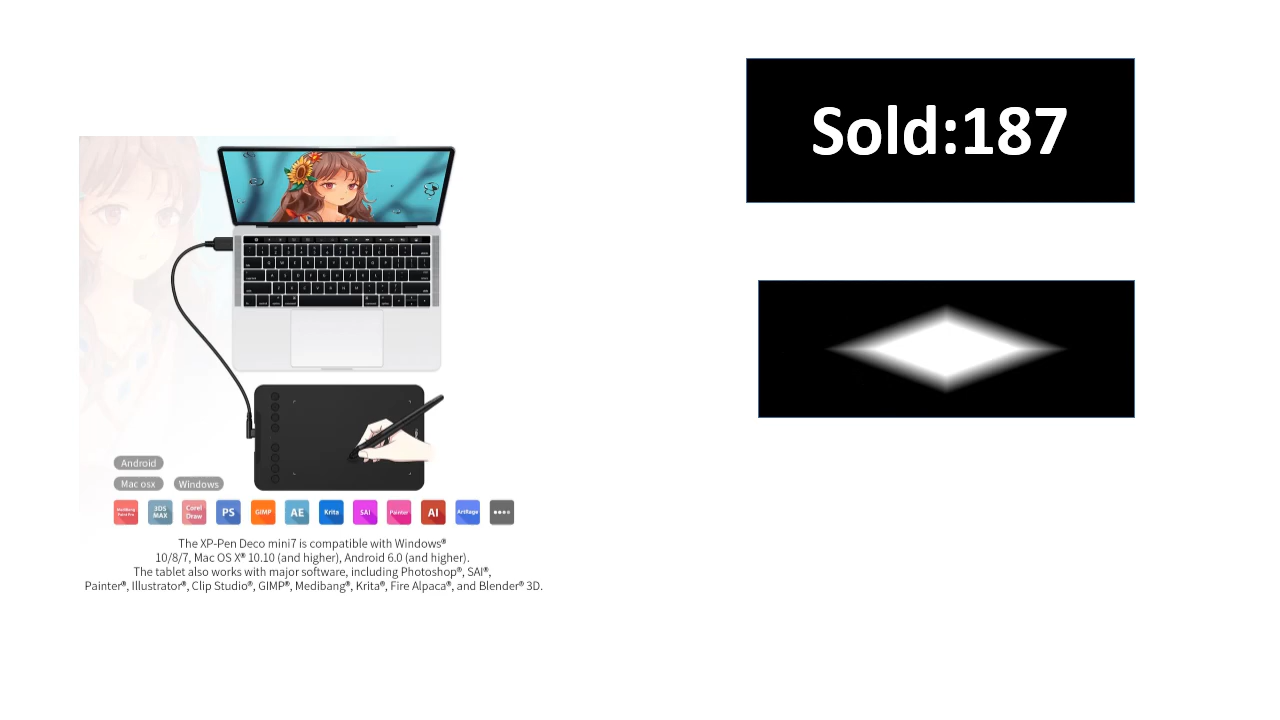 Sold:187
Android
Mac osx
Windows
MediBang Paint Pro
3DS MAX
Corel Draw
PS
GIMP
AE
Krita
SAI
Painter
AI
ArtRage
The XP-Pen Deco mini7 is compatible with Windows®
10/8/7, Mac OS X® 10.10 (and higher), Android 6.0 (and higher).
The tablet also works with major software, including Photoshop®, SAI®,
Painter®, Illustrator®, Clip Studio®, GIMP®, Medibang®, Krita®, Fire Alpaca®, and Blender® 3D.